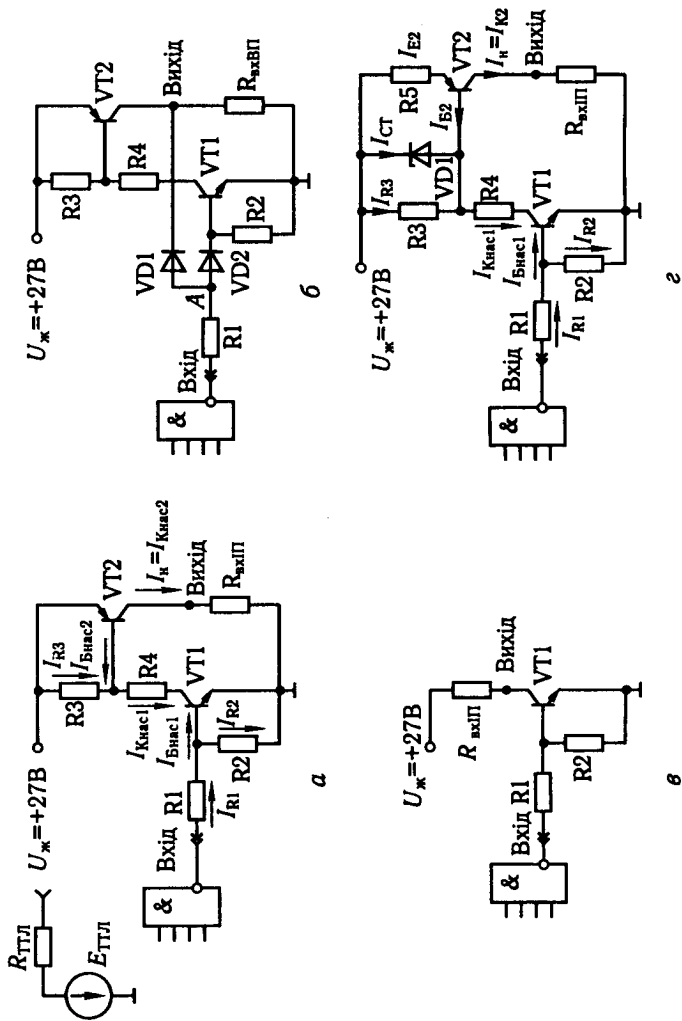 R_ТТЛ
E_ТТЛ
U_ж=+27В
&
Вхід
R1
I_R1
R2
I_R2
I_Кнас1
I_Бнас1
R3
I_R3
I_Бнас2
R4
VT1
VT2
I_н=I_Кнас2
Вихід
R_вхІП
а
U_ж=+27В
&
Вхід
R1
A
VD1
VD2
R2
R3
R4
VT1
VT2
Вихід
R_вхВП
б
U_ж=+27В
&
Вхід
R1
R2
R_вхІП
Вихід
VT1
в
U_ж=+27В
&
Вхід
R1
I_R1
R2
I_R2
I_Кнас1
I_Бнас1
R3
I_R3
VD1
I_СТ
I_Б2
R4
VT1
R5
I_Е2
VT2
I_н=I_К2
Вихід
R_вхІП
г